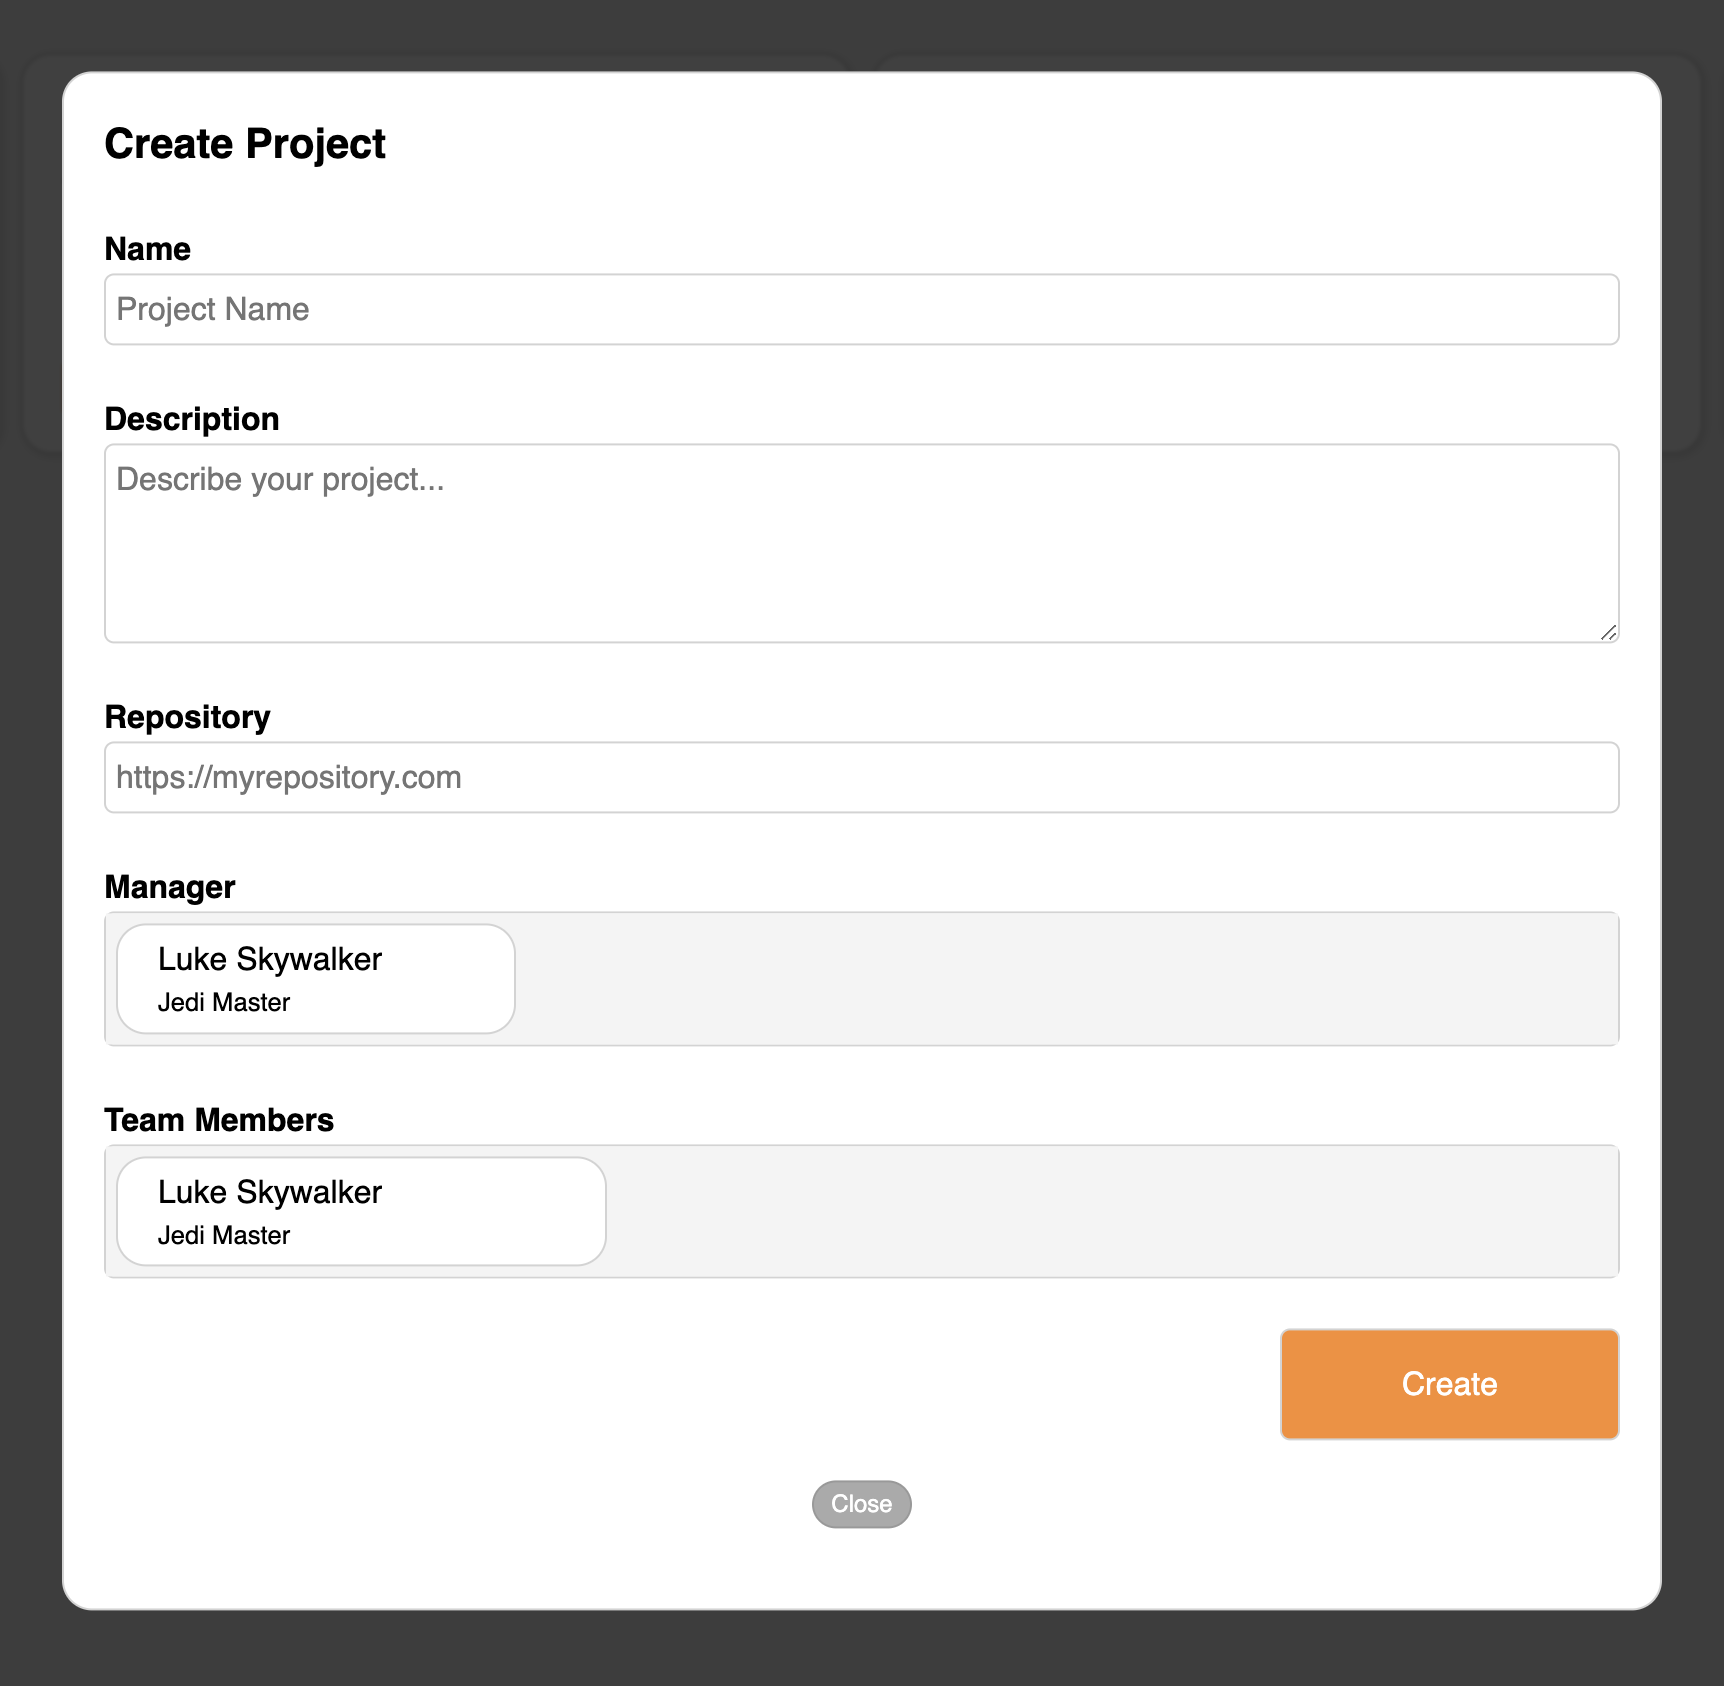 Create Project
Name
Project Name
Description
Describe your project...
Repository
https://myrepository.com
Manager
Luke Skywalker
Jedi Master
Team Members
Luke Skywalker
Jedi Master
Create
Close